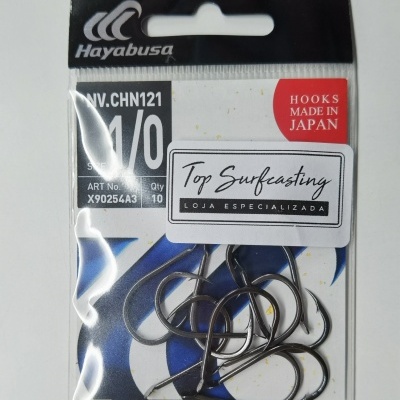 Hayabusa
NV.CHN121
1/0
HOOKS
MADE IN
JAPAN
ART No.
Qty
X90254A3
10
Top Surfcasting
LOJA ESPECIALIZADA